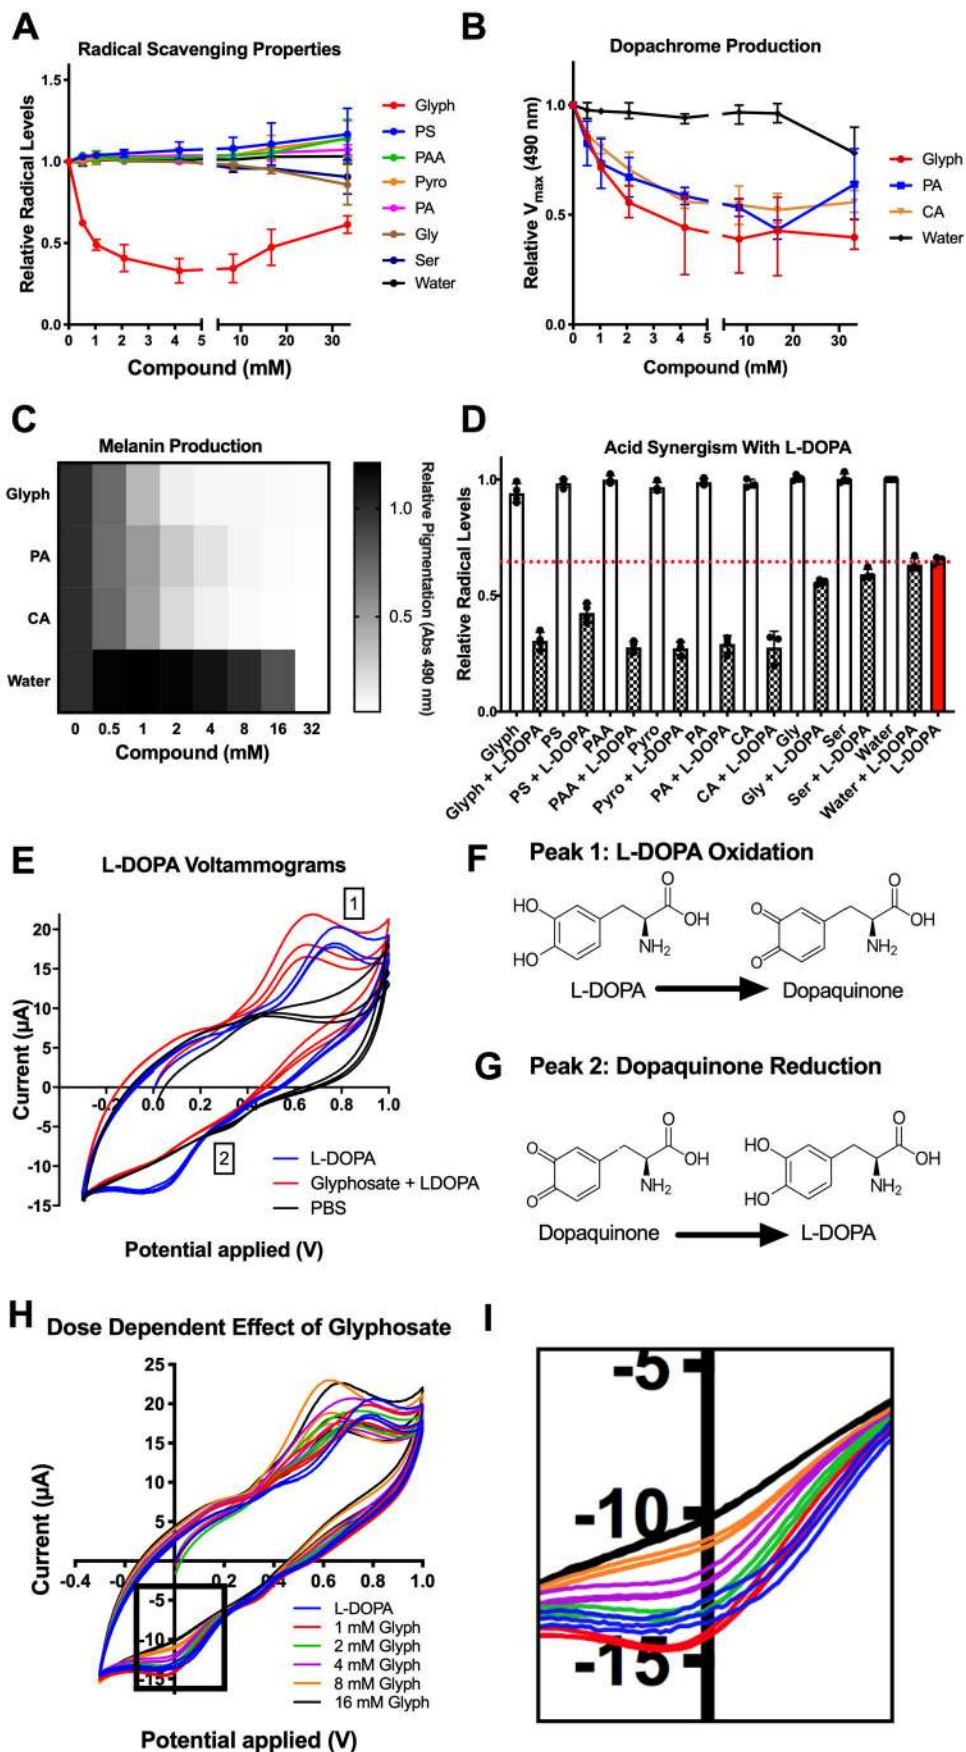 A
Radical Scavenging Properties
Relative Radical Levels
1.5
1.0
0.5
0.0
0 1 2 3 4 5 10 20 30
Compound (mM)
Glyph
PS
PAA
Pyro
PA
Gly
Ser
Water
B
Dopachrome Production
Relative Vmax (490 nm)
1.0
0.5
0.0
0 1 2 3 4 5 10 20 30
Compound (mM)
Glyph
PA
CA
Water
C
Melanin Production
Glyph
PA
CA
Water
0 0.5 1 2 4 8 16 32
Compound (mM)
1.0
0.5
Relative Pigmentation (Abs 490 nm)
D
Acid Synergism With L-DOPA
Relative Radical Levels
1.0
0.5
0.0
Glyph
Glyph + L-DOPA
PS
PS + L-DOPA
PAA
PAA + L-DOPA
Pyro
Pyro + L-DOPA
PA
PA + L-DOPA
CA
CA + L-DOPA
Gly
Gly + L-DOPA
Ser
Ser + L-DOPA
Water
Water + L-DOPA
L-DOPA
E
L-DOPA Voltammograms
Current (µA)
20
15
10
5
0
-5
-10
-15
-0.2 0.0 0.2 0.4 0.6 0.8 1.0
1
2
L-DOPA
Glyphosate + LDOPA
PBS
Potential applied (V)
F
Peak 1: L-DOPA Oxidation
HO
HO
O
OH
NH2
O
O
O
OH
NH2
L-DOPA
Dopaquinone
G
Peak 2: Dopaquinone Reduction
O
O
O
OH
NH2
HO
HO
O
OH
NH2
Dopaquinone
L-DOPA
H
Dose Dependent Effect of Glyphosate
Current (µA)
25
20
15
10
5
0
-5
-10
-15
-0.4 0.2 0.4 0.6 0.8 1.0
L-DOPA
1 mM Glyph
2 mM Glyph
4 mM Glyph
8 mM Glyph
16 mM Glyph
Potential applied (V)
I
-5
-10
-15